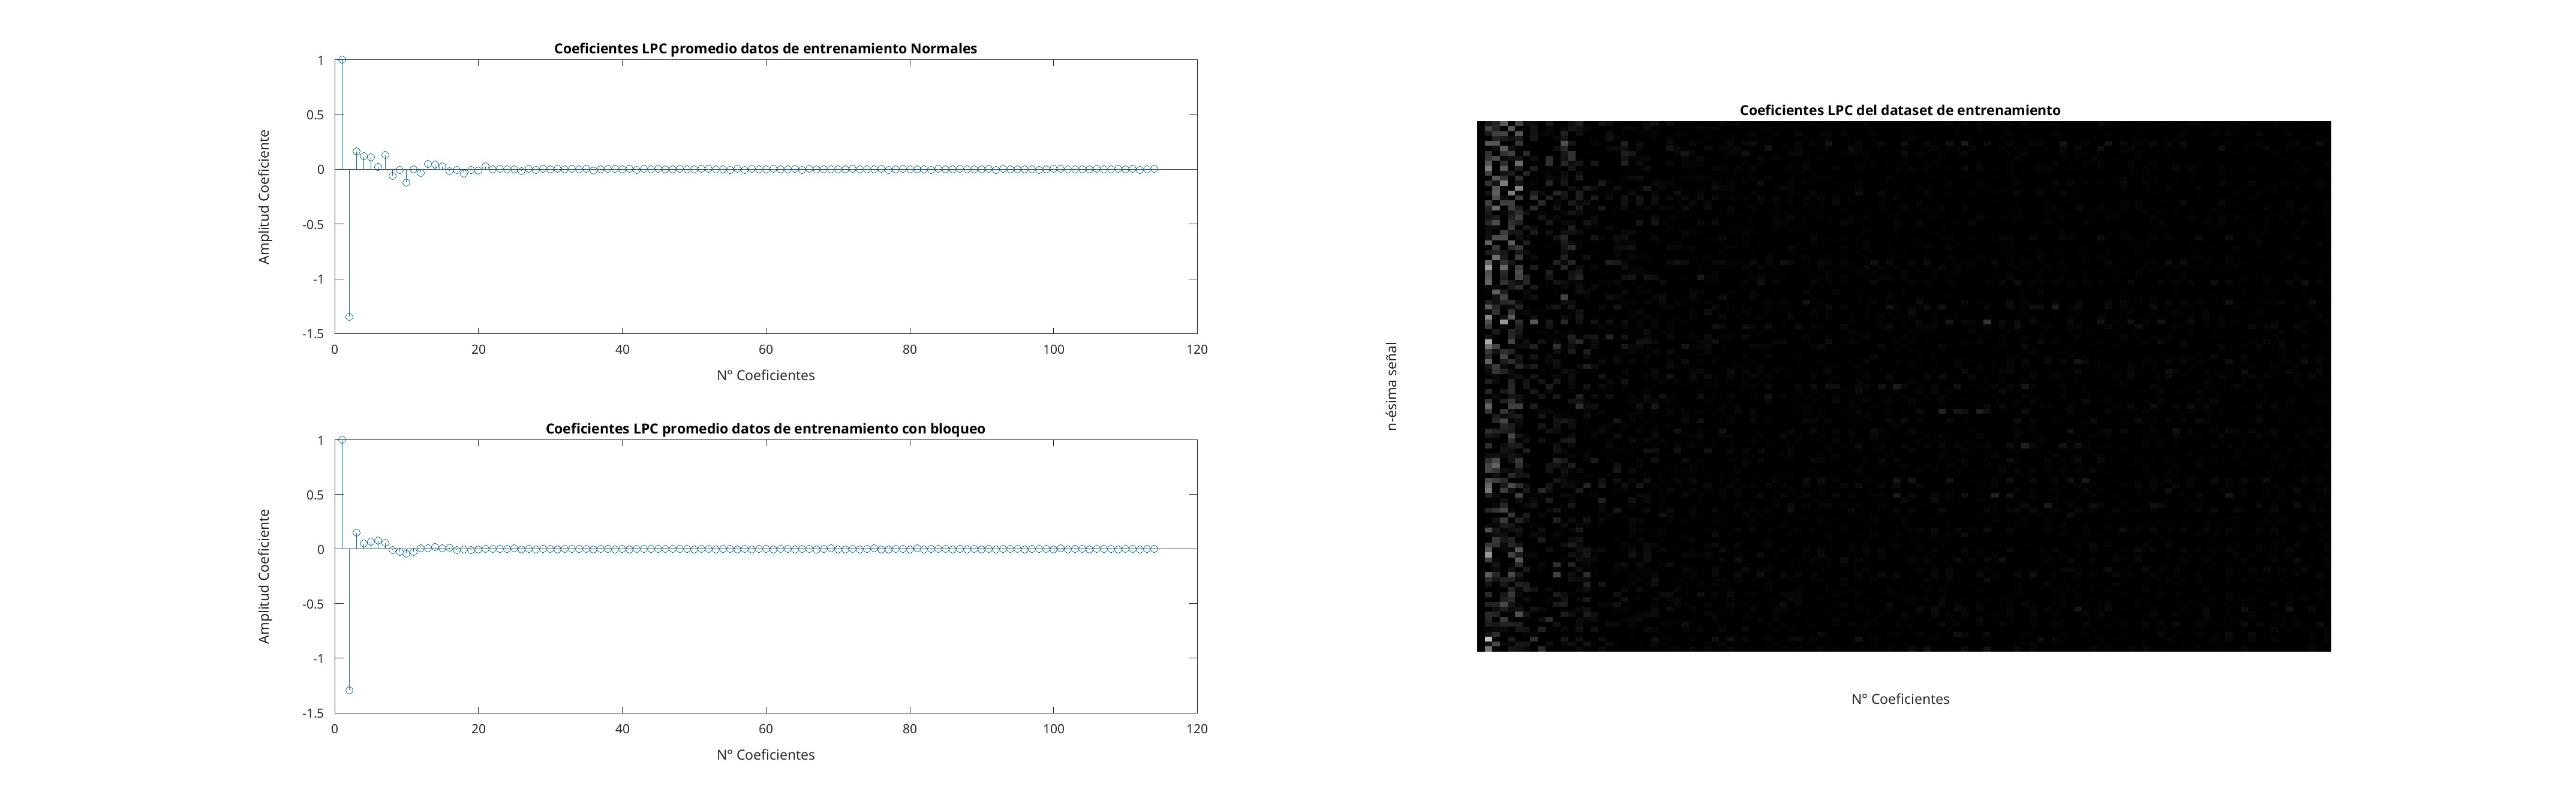 Coeficientes LPC promedio datos de entrenamiento Normales
1
0.5
0
-0.5
-1
-1.5
Amplitud Coeficiente
0 20 40 60 80 100 120
N° Coeficientes
Coeficientes LPC promedio datos de entrenamiento con bloqueo
1
0.5
0
-0.5
-1
-1.5
Amplitud Coeficiente
0 20 40 60 80 100 120
N° Coeficientes
Coeficientes LPC del dataset de entrenamiento
n-ésima señal
N° Coeficientes